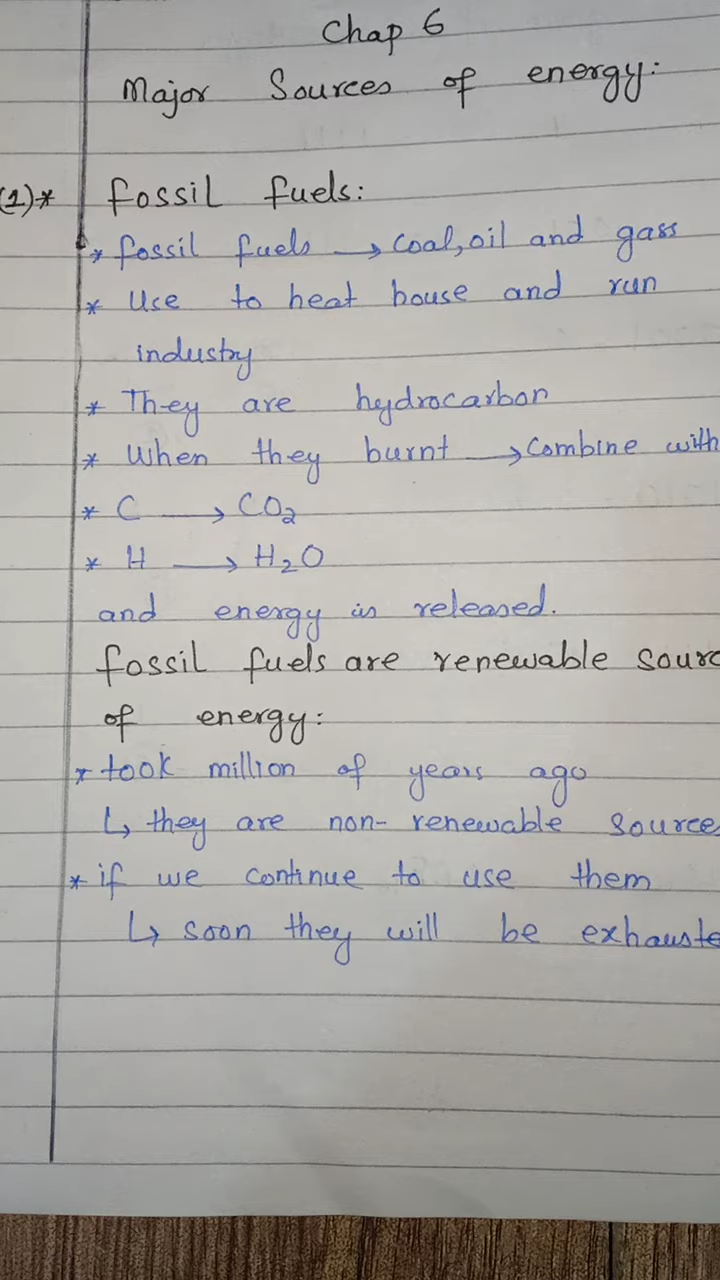 Chap 6
Major Sources of energy:
(1)* fossil fuels:
* fossil fuels → coal, oil and gass
* Use to heat house and run
industry
* They are hydrocarbon
* When they burnt → Combine with
* C → CO₂
* H → H₂O
and energy is released.
fossil fuels are renewable sourc
of energy:
* took million of years ago
↳ they are non-renewable source
* if we continue to use them
↳ soon they will be exhauste